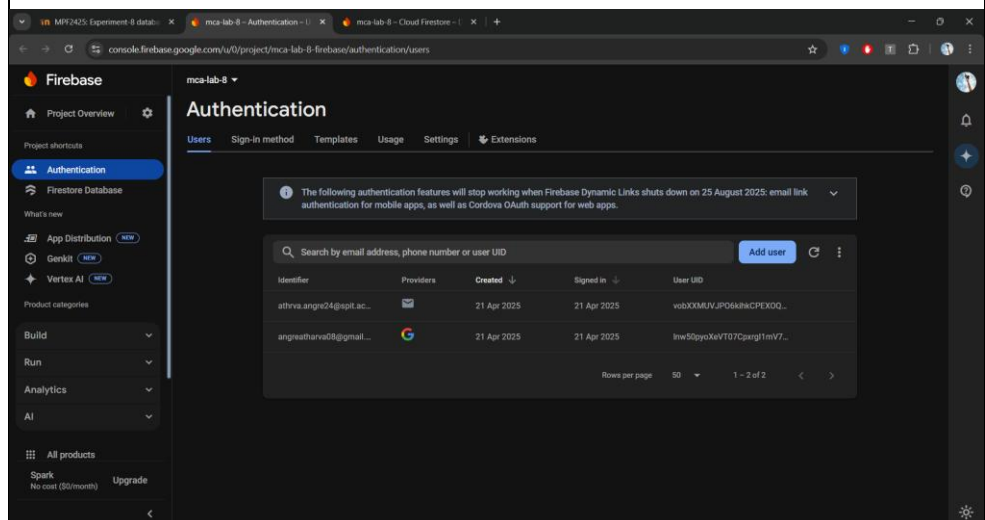 MPF2425: Experiment-8 databa
mca-lab-8 – Authentication – U
mca-lab-8 – Cloud Firestore –
console.firebase.google.com/u/0/project/mca-lab-8-firebase/authentication/users
Firebase
mca-lab-8
Project Overview
Authentication
Users Sign-in method Templates Usage Settings Extensions
Project shortcuts
Authentication
Firestore Database
What's new
App Distribution NEW
Genkit NEW
Vertex AI NEW
Product categories
Build
Run
Analytics
AI
All products
Spark
No cost ($0/month)
Upgrade
The following authentication features will stop working when Firebase Dynamic Links shuts down on 25 August 2025: email link
authentication for mobile apps, as well as Cordova OAuth support for web apps.
Search by email address, phone number or user UID
Add user
Identifier Providers Created Signed in User UID
athrva.angre24@spit.ac... 21 Apr 2025 21 Apr 2025
angreatharva08@gmail... 21 Apr 2025 21 Apr 2025
Rows per page 50 1 – 2 of 2